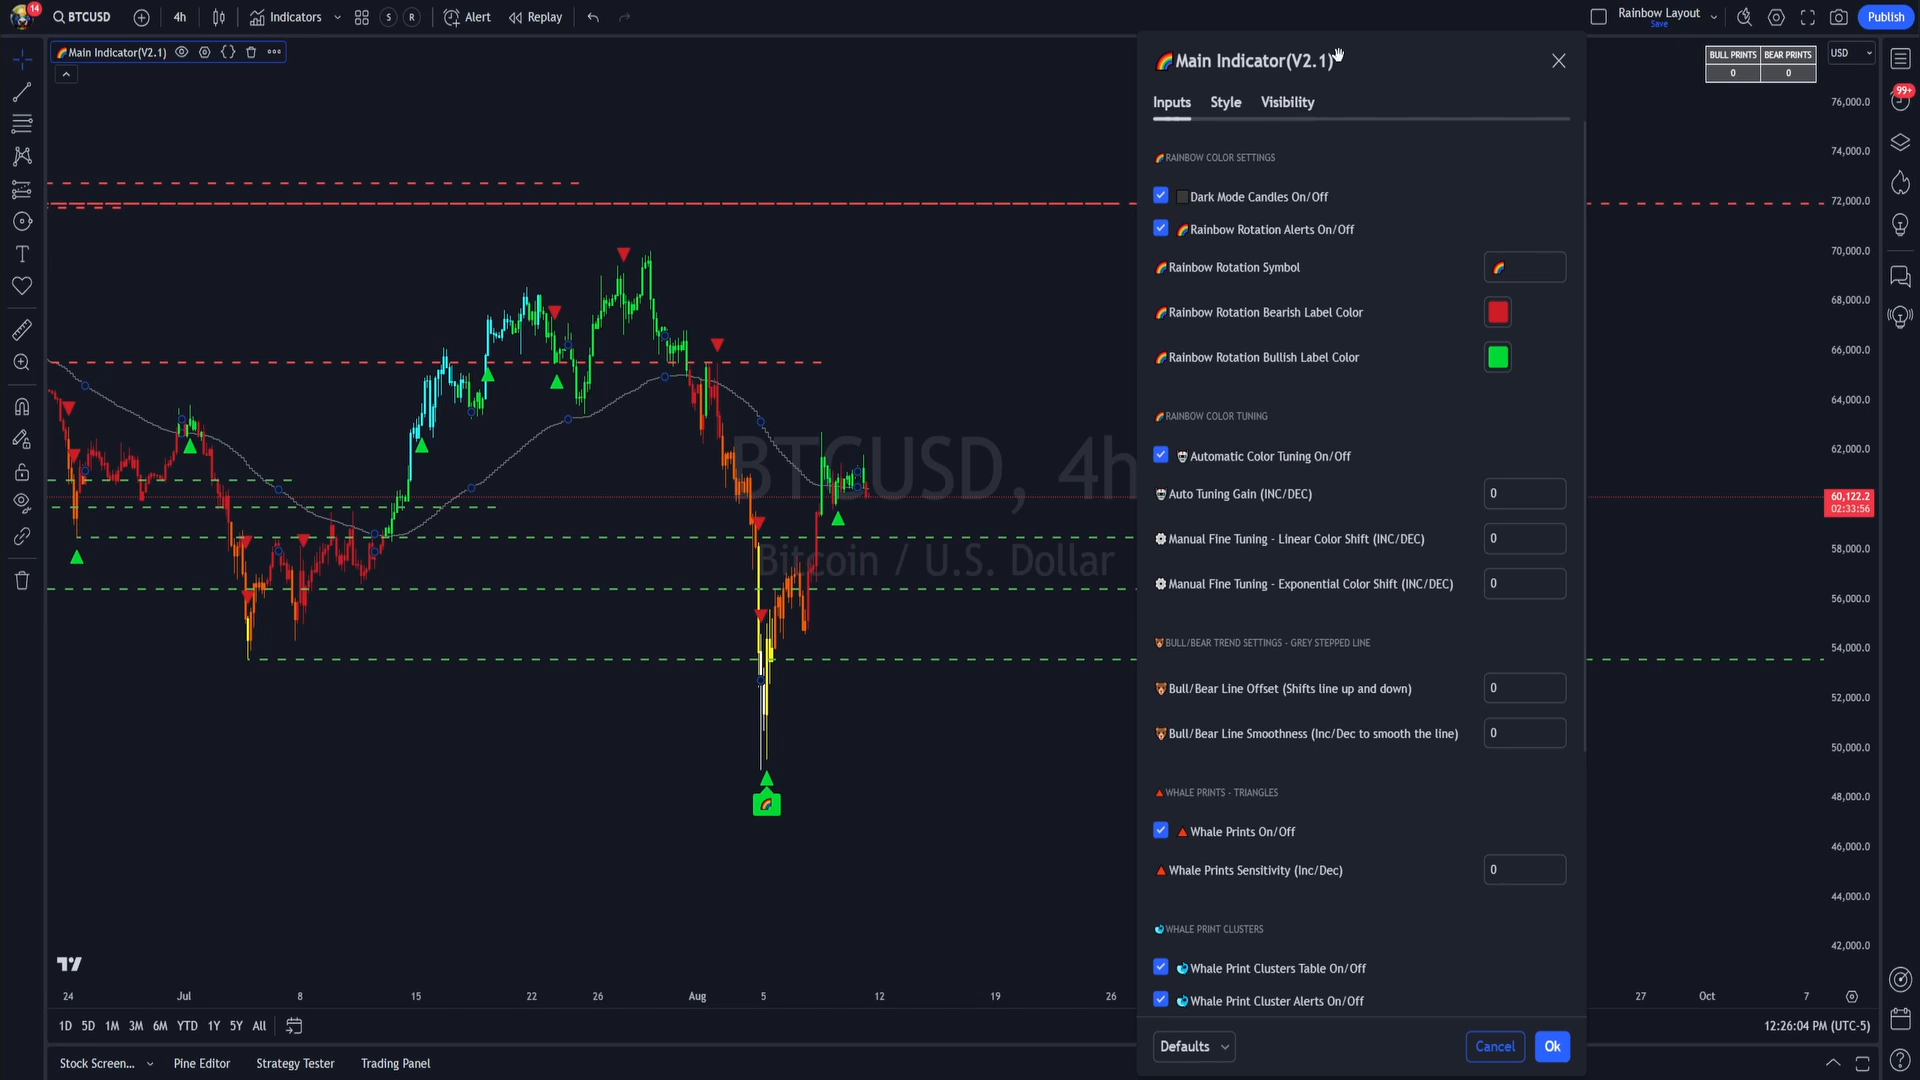 14
BTCUSD
4h
Indicators
S
R
Alert
Replay
Rainbow Layout
Save
Publish
Main Indicator(V2.1)
Main Indicator(V2.1)
BULL PRINTS
BEAR PRINTS
0
0
USD
Inputs
Style
Visibility
99+
76,000.0
74,000.0
72,000.0
70,000.0
68,000.0
66,000.0
64,000.0
62,000.0
60,122.2
02:33:56
58,000.0
56,000.0
54,000.0
52,000.0
50,000.0
48,000.0
46,000.0
44,000.0
42,000.0
RAINBOW COLOR SETTINGS
Dark Mode Candles On/Off
Rainbow Rotation Alerts On/Off
Rainbow Rotation Symbol
Rainbow Rotation Bearish Label Color
Rainbow Rotation Bullish Label Color
RAINBOW COLOR TUNING
Automatic Color Tuning On/Off
Auto Tuning Gain (INC/DEC)
0
Manual Fine Tuning - Linear Color Shift (INC/DEC)
0
Manual Fine Tuning - Exponential Color Shift (INC/DEC)
0
BULL/BEAR TREND SETTINGS - GREY STEPPED LINE
Bull/Bear Line Offset (Shifts line up and down)
0
Bull/Bear Line Smoothness (Inc/Dec to smooth the line)
0
WHALE PRINTS - TRIANGLES
Whale Prints On/Off
Whale Prints Sensitivity (Inc/Dec)
0
WHALE PRINT CLUSTERS
Whale Print Clusters Table On/Off
Whale Print Cluster Alerts On/Off
Defaults
Cancel
Ok
BTCUSD, 4h
Bitcoin / U.S. Dollar
24
Jul
8
15
22
26
Aug
5
12
19
26
27
Oct
7
1D
5D
1M
3M
6M
YTD
1Y
5Y
All
12:26:04 PM (UTC-5)
Stock Screen...
Pine Editor
Strategy Tester
Trading Panel